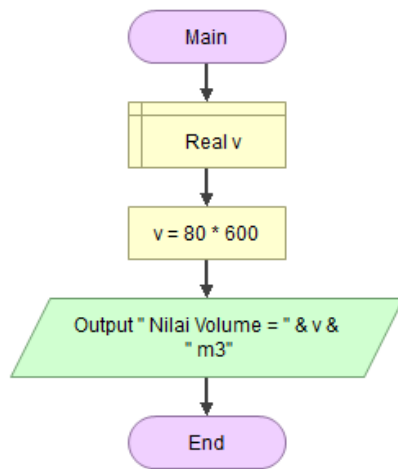 Main
Real v
v = 80 * 600
Output " Nilai Volume = " & v &
" m3"
End